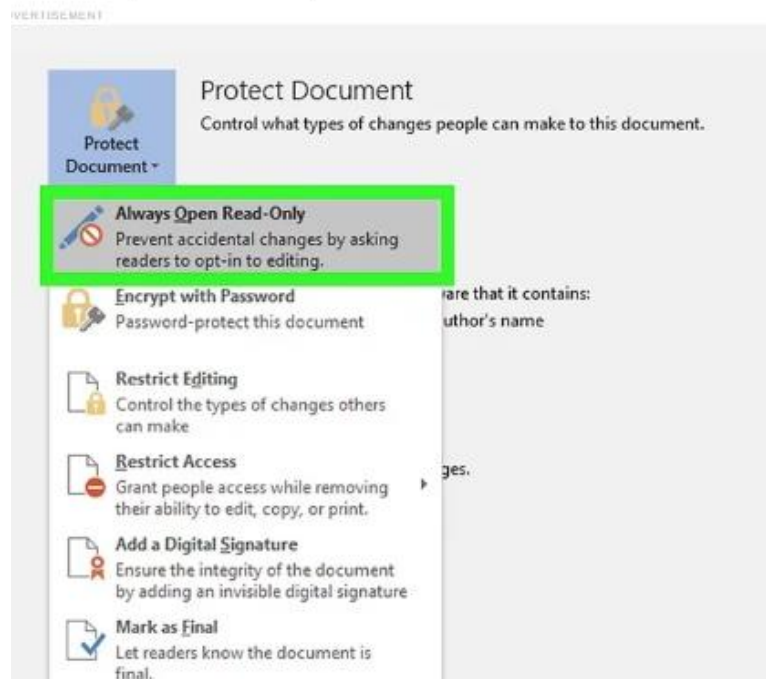 VERTISEMENT
Protect Document
Control what types of changes people can make to this document.
Protect
Document
Always Open Read-Only
Prevent accidental changes by asking
readers to opt-in to editing.
Encrypt with Password
Password-protect this document
are that it contains:
uthor's name
Restrict Editing
Control the types of changes others
can make
Restrict Access
Grant people access while removing
their ability to edit, copy, or print.
ges.
Add a Digital Signature
Ensure the integrity of the document
by adding an invisible digital signature
Mark as Final
Let readers know the document is
final.